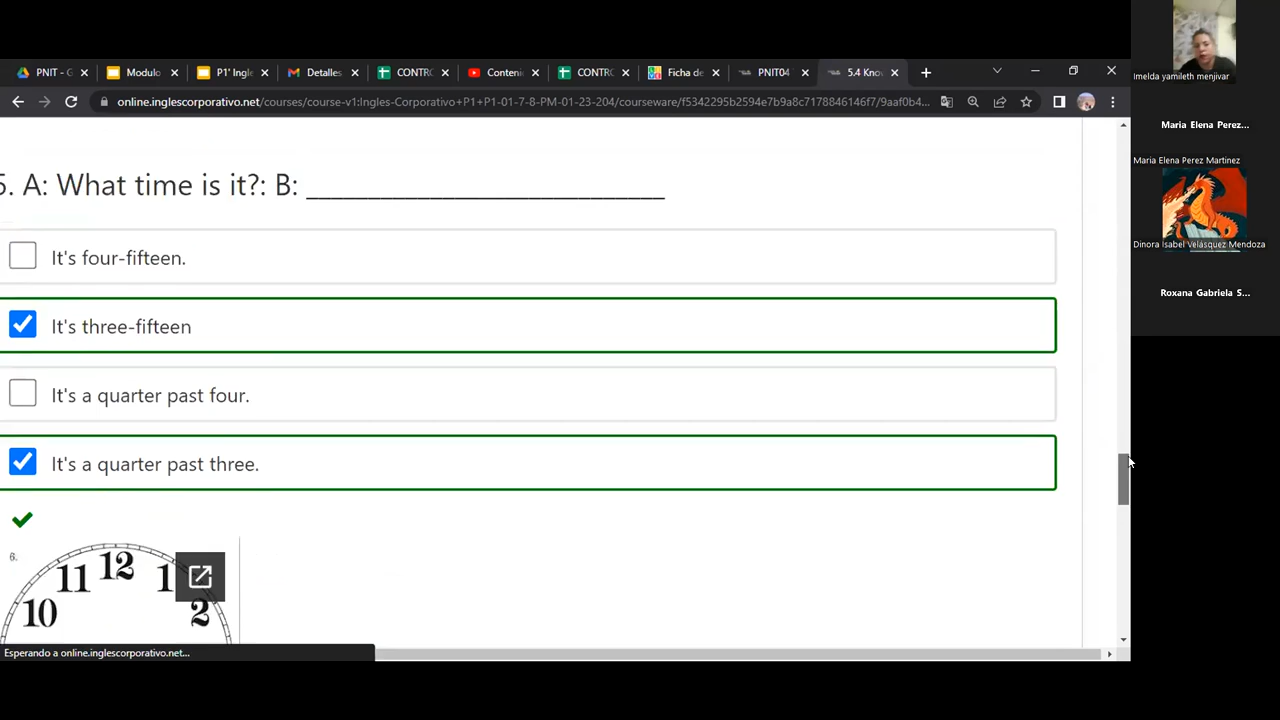 PNIT - G
Modulo
P1' Ingle
Detalles
CONTRO
Conteni
CONTRO
Ficha de
PNIT04
5.4 Kno
online.inglescorporativo.net/courses/course-v1:Ingles-Corporativo+P1+P1-01-7-8-PM-01-23-204/courseware/f5342295b2594e7b9a8c7178846146f7/9aaf0b4...
5. A: What time is it?: B: ____________________________
It's four-fifteen.
It's three-fifteen
It's a quarter past four.
It's a quarter past three.
6.
10 11 12 1 2
Esperando a online.inglescorporativo.net...
Imelda yamileth menjivar
Maria Elena Perez...
Maria Elena Perez Martinez
Dinora Isabel Velásquez Mendoza
Roxana Gabriela S...